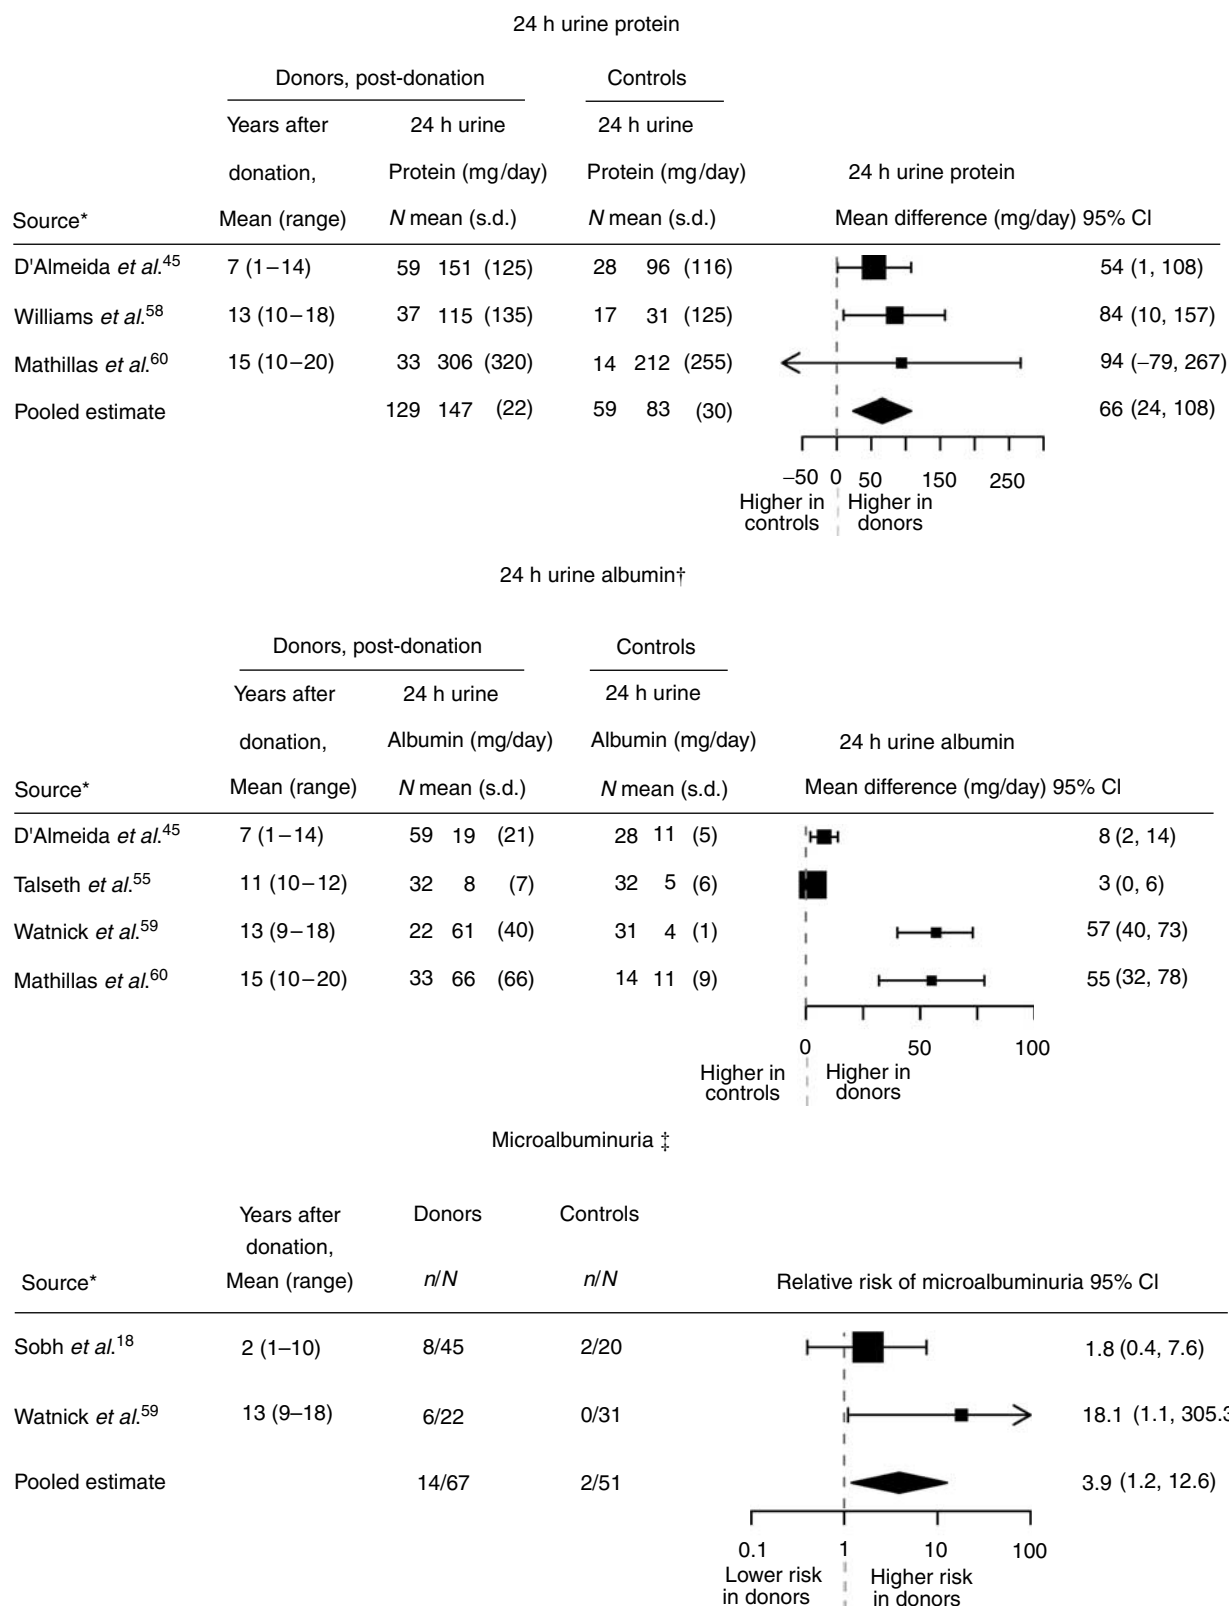 24 h urine protein
Donors, post-donation Controls
Years after 24 h urine 24 h urine
donation, Protein (mg/day) Protein (mg/day) 24 h urine protein
Source* Mean (range) N mean (s.d.) N mean (s.d.) Mean difference (mg/day) 95% CI
D'Almeida et al.45 7 (1–14) 59 151 (125) 28 96 (116) 54 (1, 108)
Williams et al.58 13 (10–18) 37 115 (135) 17 31 (125) 84 (10, 157)
Mathillas et al.60 15 (10–20) 33 306 (320) 14 212 (255) 94 (–79, 267)
Pooled estimate 129 147 (22) 59 83 (30) 66 (24, 108)
–50 0 50 150 250
Higher in Higher in
controls donors
24 h urine albumin†
Donors, post-donation Controls
Years after 24 h urine 24 h urine
donation, Albumin (mg/day) Albumin (mg/day) 24 h urine albumin
Source* Mean (range) N mean (s.d.) N mean (s.d.) Mean difference (mg/day) 95% CI
D'Almeida et al.45 7 (1–14) 59 19 (21) 28 11 (5) 8 (2, 14)
Talseth et al.55 11 (10–12) 32 8 (7) 32 5 (6) 3 (0, 6)
Watnick et al.59 13 (9–18) 22 61 (40) 31 4 (1) 57 (40, 73)
Mathillas et al.60 15 (10–20) 33 66 (66) 14 11 (9) 55 (32, 78)
0 50 100
Higher in Higher in
controls donors
Microalbuminuria ‡
Years after Donors Controls
donation,
Source* Mean (range) n/N n/N Relative risk of microalbuminuria 95% CI
Sobh et al.18 2 (1–10) 8/45 2/20 1.8 (0.4, 7.6)
Watnick et al.59 13 (9–18) 6/22 0/31 18.1 (1.1, 305.3
Pooled estimate 14/67 2/51 3.9 (1.2, 12.6)
0.1 1 10 100
Lower risk Higher risk
in donors in donors